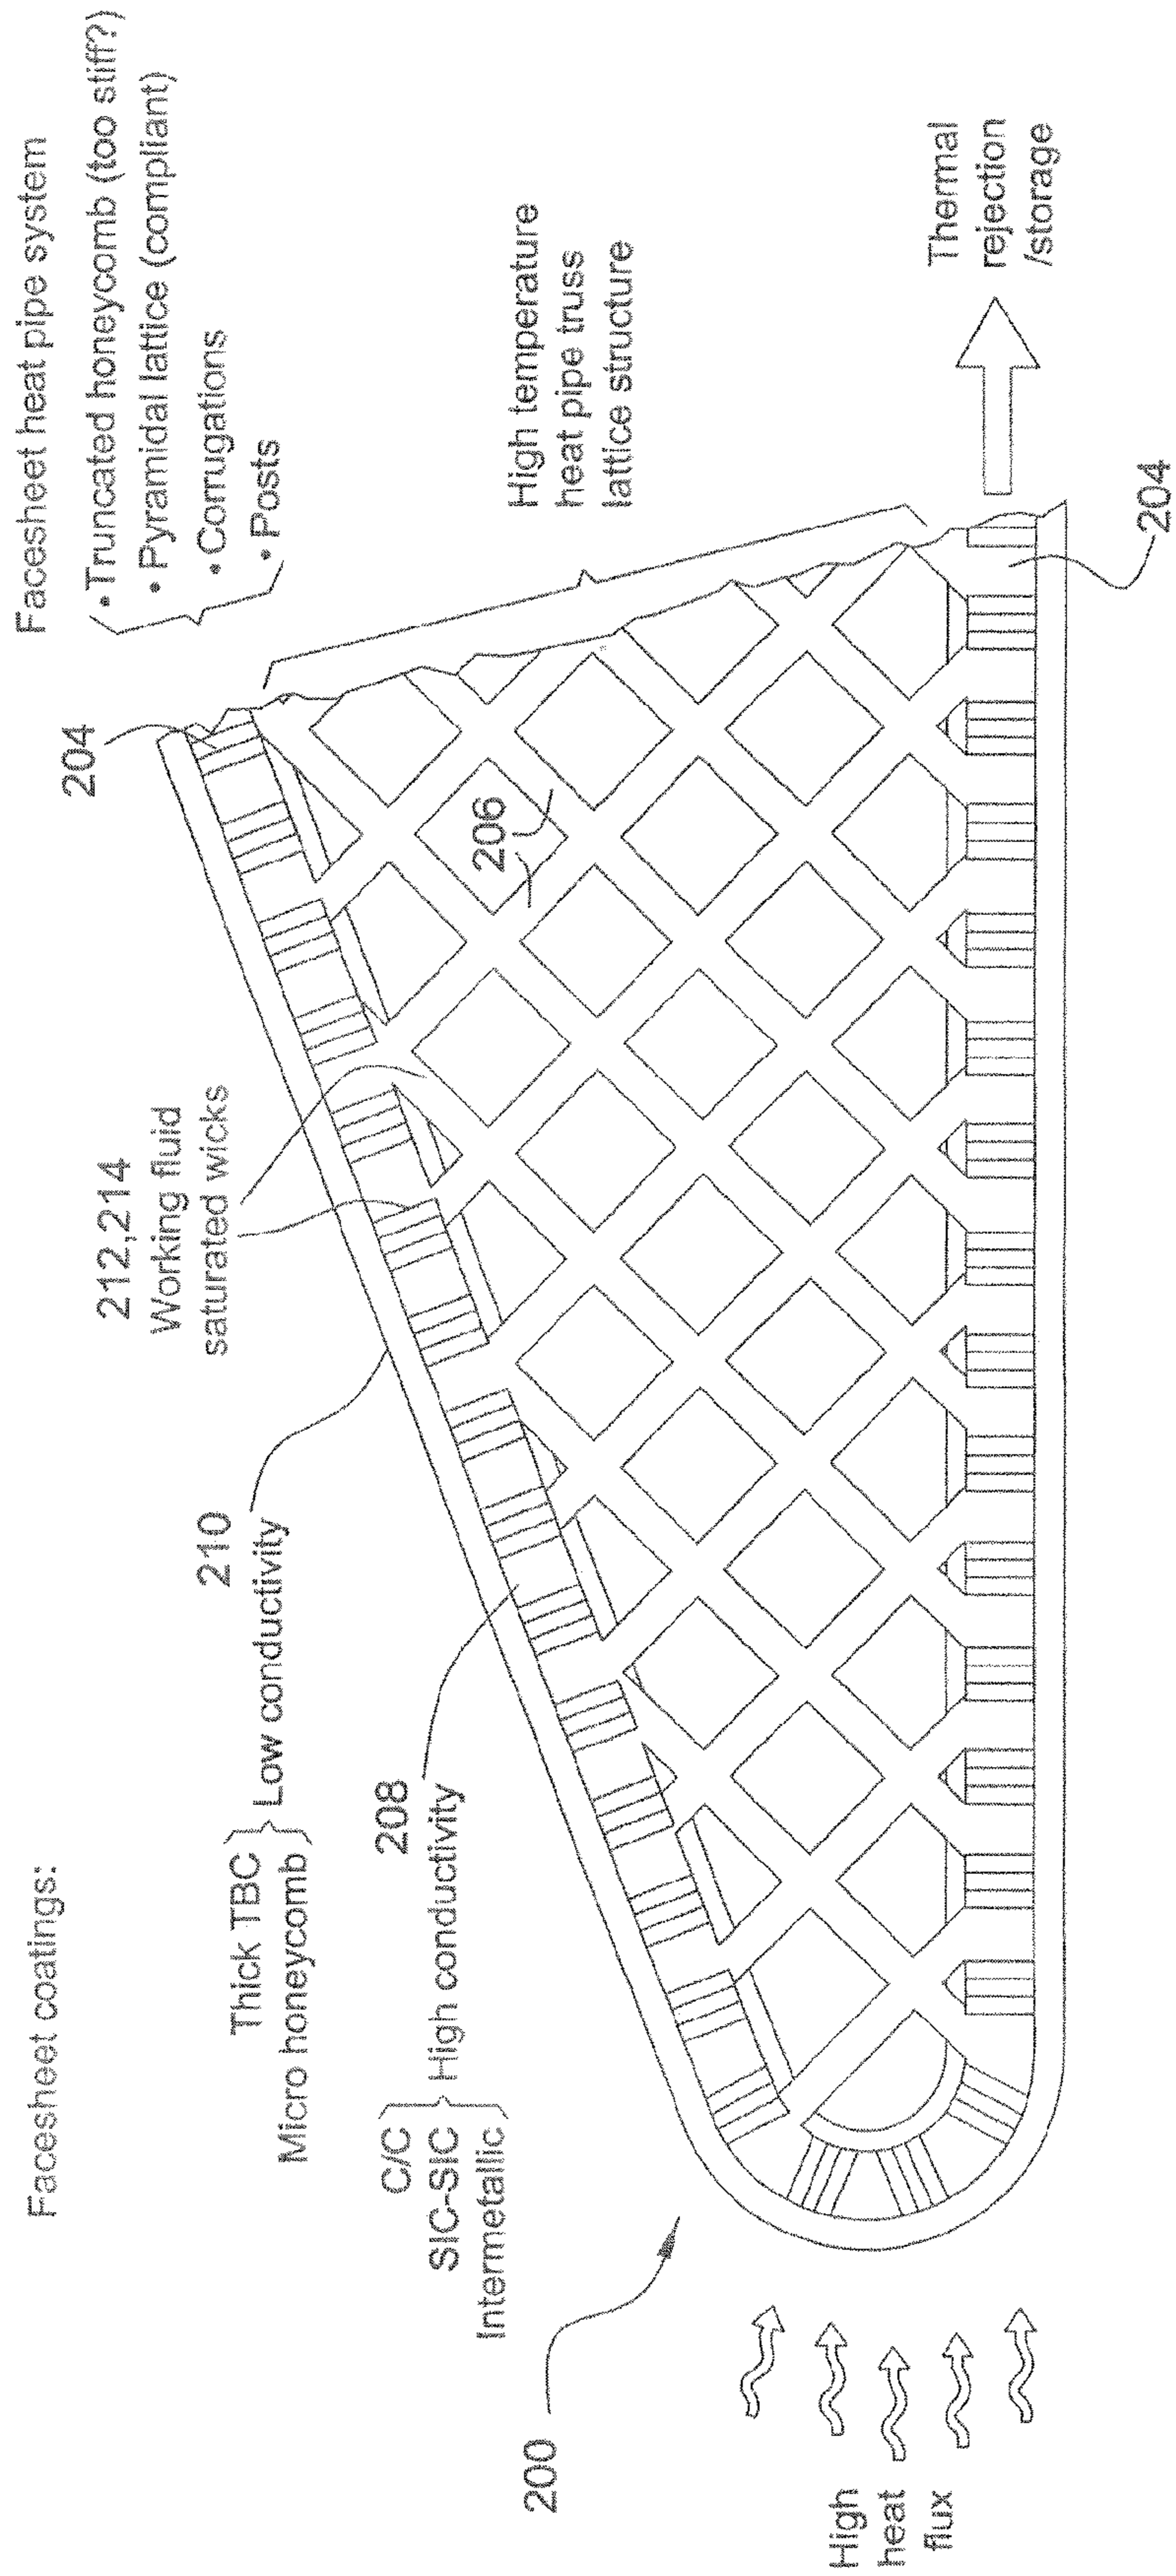 Facesheet coatings:
Thick TBC
Micro honeycomb
210
Low conductivity
C/C
SIC-SIC
Intermetallic
208
High conductivity
212,214
Working fluid
saturated wicks
204
Facesheet heat pipe system
• Truncated honeycomb (too stiff?)
• Pyramidal lattice (compliant)
• Corrugations
• Posts
206
High temperature
heat pipe truss
lattice structure
200
High
heat
flux
Thermal
rejection
/storage
204